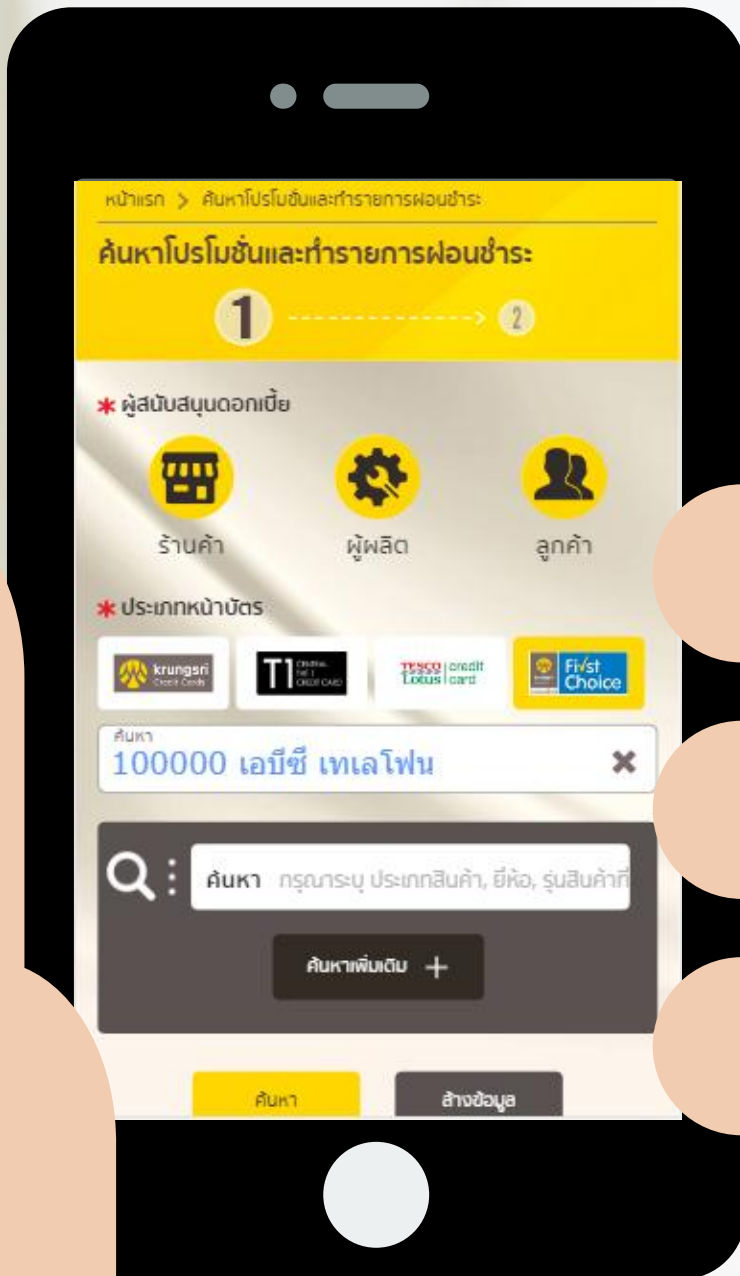 หน้าแรก > ค้นหาโปรโมชั่นและทำรายการผ่อนชำระ
ค้นหาโปรโมชั่นและทำรายการผ่อนชำระ
1 2
* ผู้สนับสนุนดอกเบี้ย
ร้านค้า ผู้ผลิต ลูกค้า
* ประเภทหน้าบัตร
krungsri Credit Cards
T1 CENTRAL THE 1 CREDIT CARD
TESCO Lotus credit card
First Choice
ค้นหา
100000 เอบีซี เทเลโฟน
ค้นหา กรุณาระบุ ประเภทสินค้า, ยี่ห้อ, รุ่นสินค้าที่
ค้นหาเพิ่มเติม +
ค้นหา ล้างข้อมูล